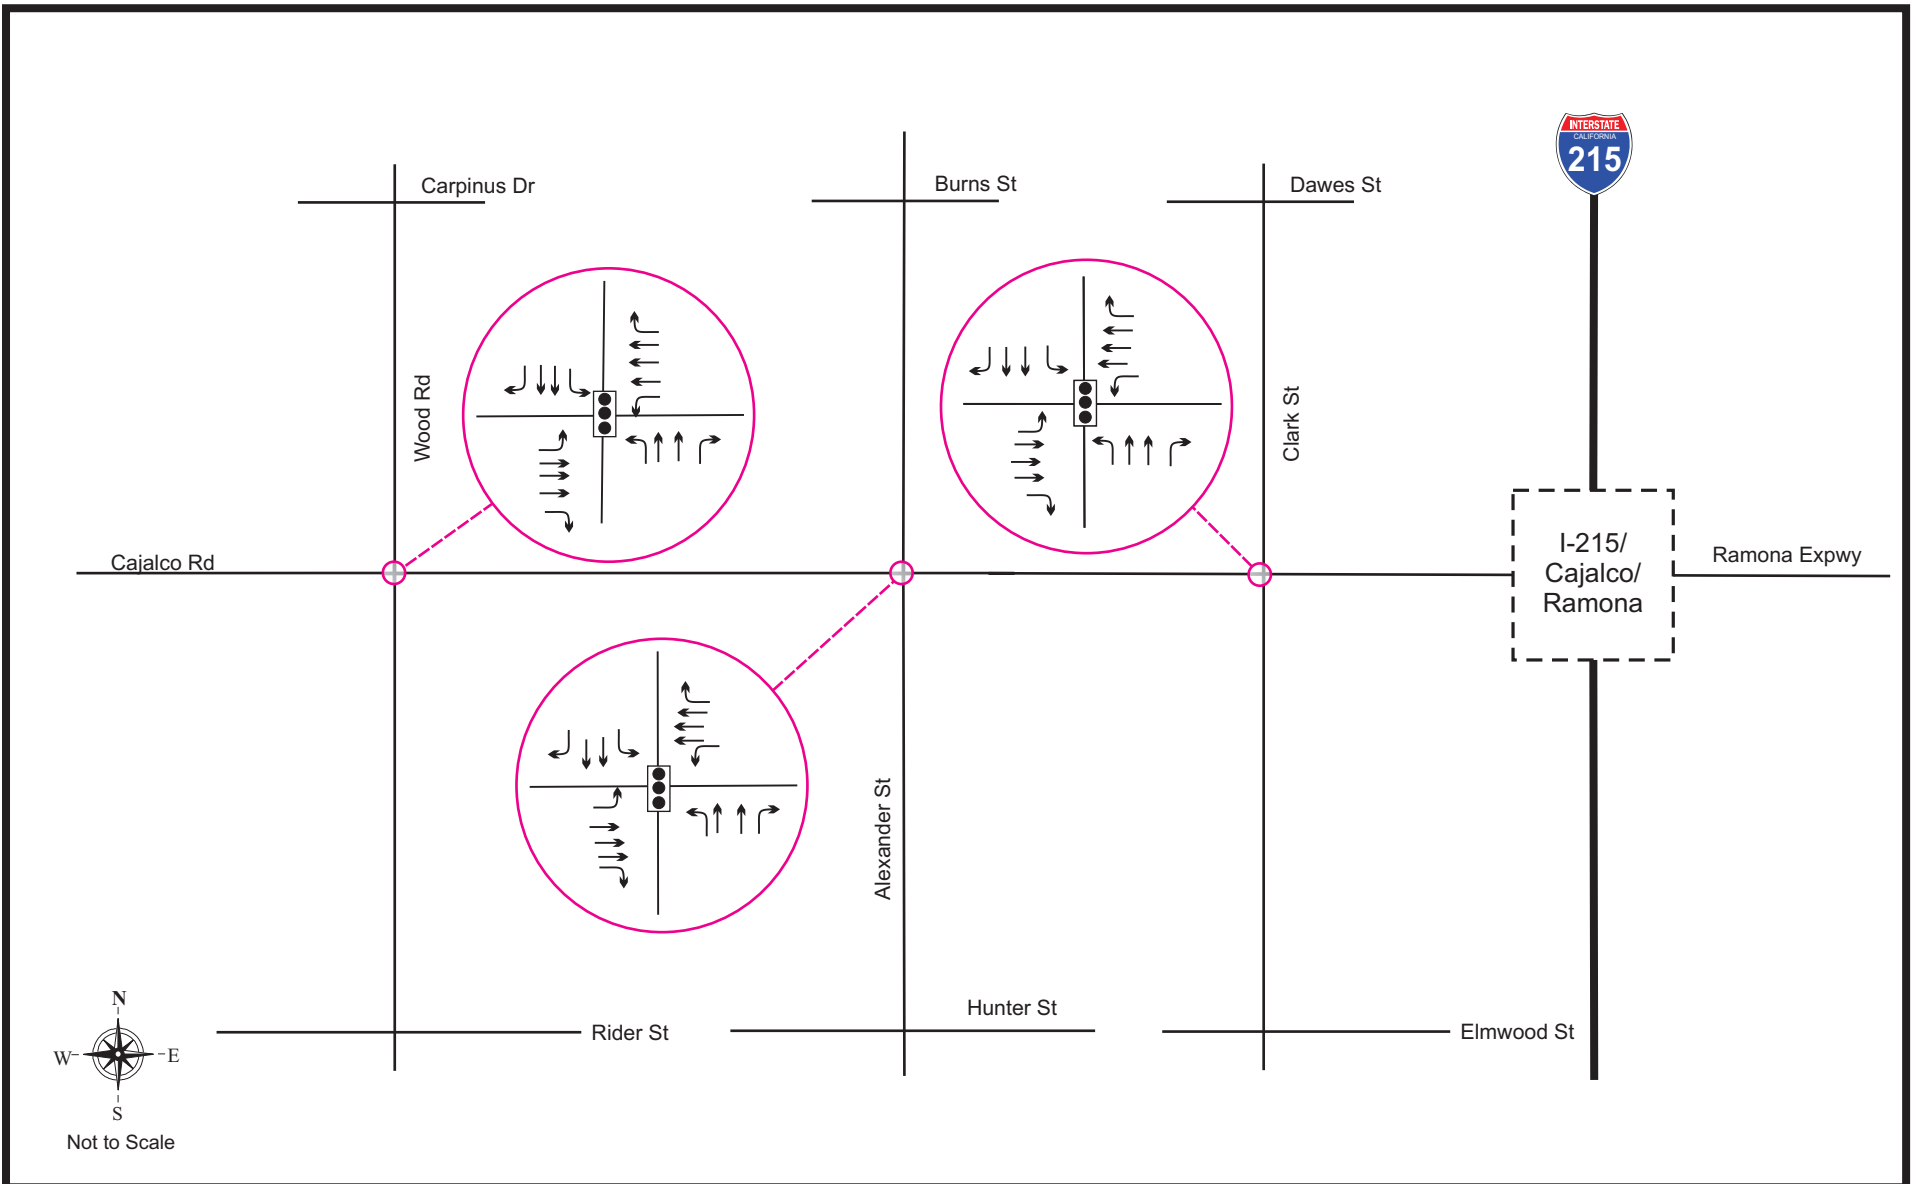 INTERSTATE
CALIFORNIA
215
Carpinus Dr
Burns St
Dawes St
Wood Rd
Clark St
Cajalco Rd
I-215/
Cajalco/
Ramona
Ramona Expwy
Alexander St
Rider St
Hunter St
Elmwood St
N
W
E
S
Not to Scale